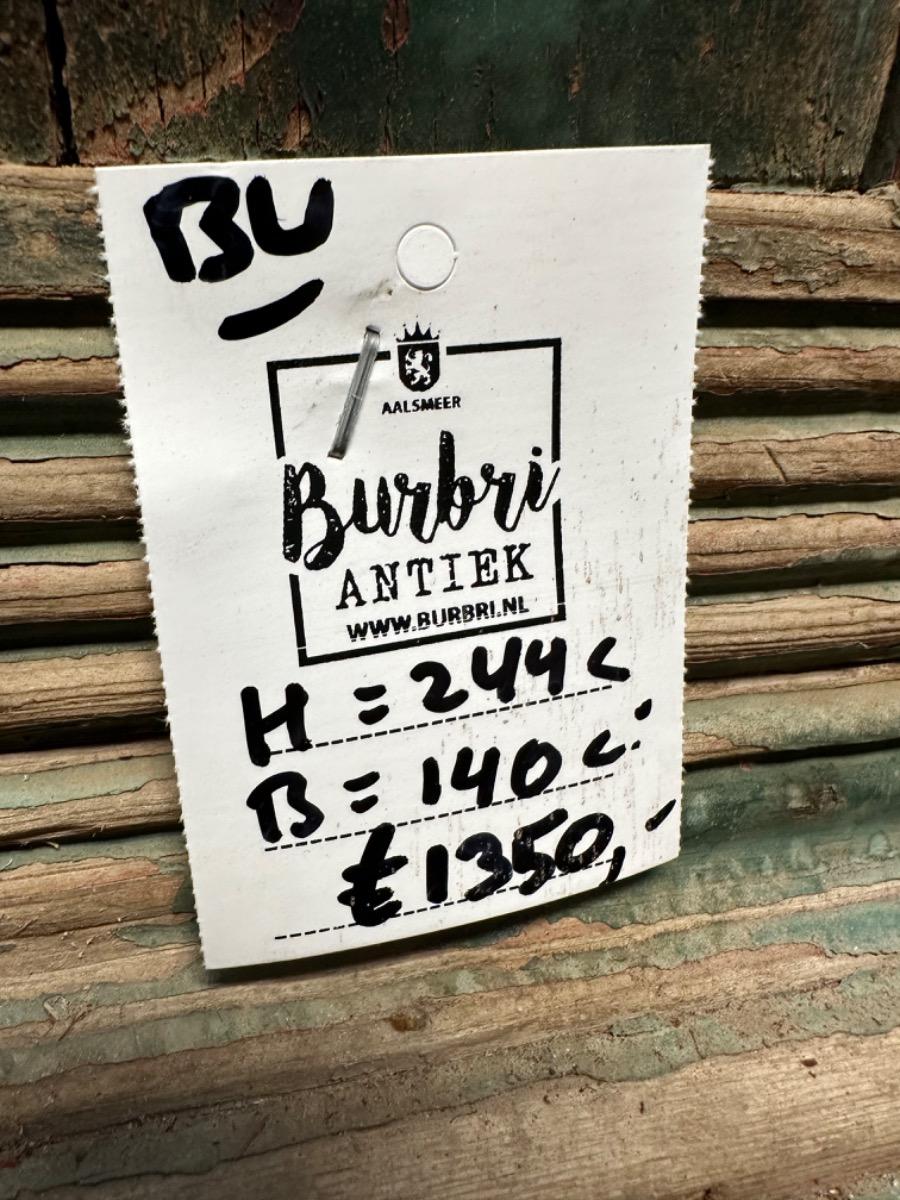 BU
AALSMEER
Burbri
ANTIEK
WWW.BURBRI.NL
H = 244 c
B = 140 c:
€ 1350,-